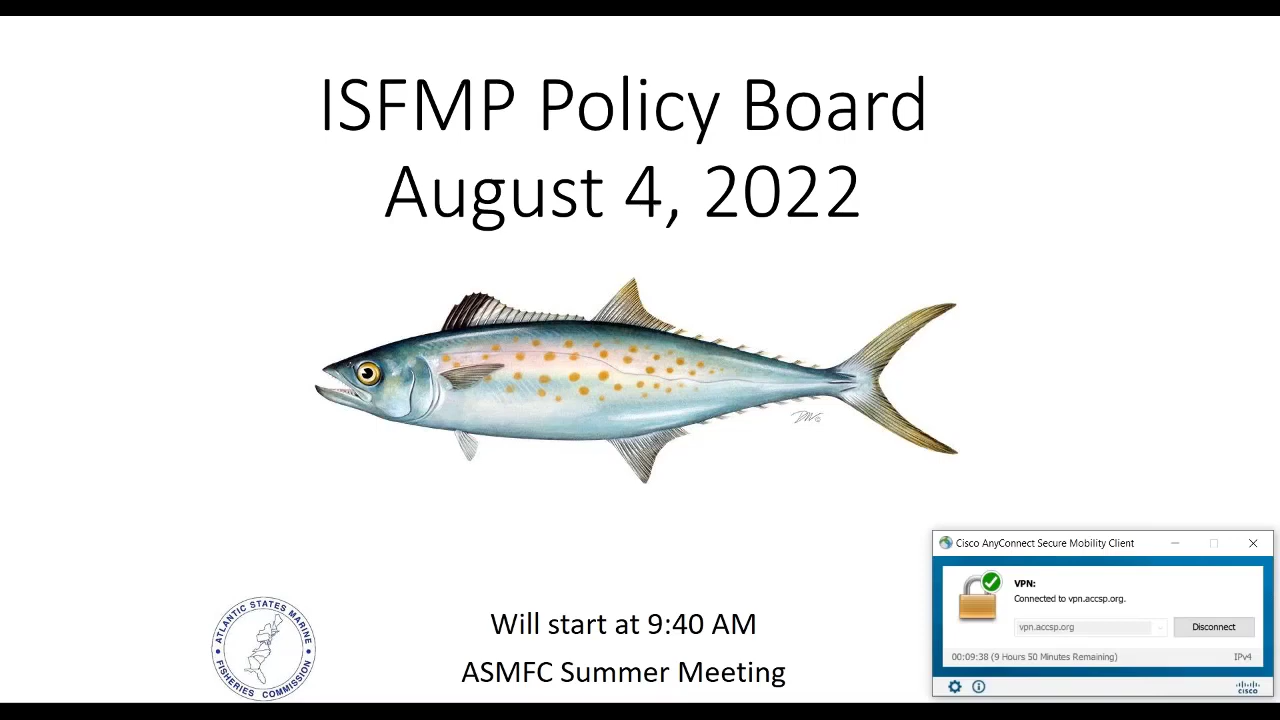 ISFMP Policy Board
August 4, 2022
Will start at 9:40 AM
ASMFC Summer Meeting
ATLANTIC STATES MARINE
FISHERIES COMMISSION
Cisco AnyConnect Secure Mobility Client
VPN:
Connected to vpn.accsp.org.
vpn.accsp.org
Disconnect
00:09:38 (9 Hours 50 Minutes Remaining)
IPv4
cisco